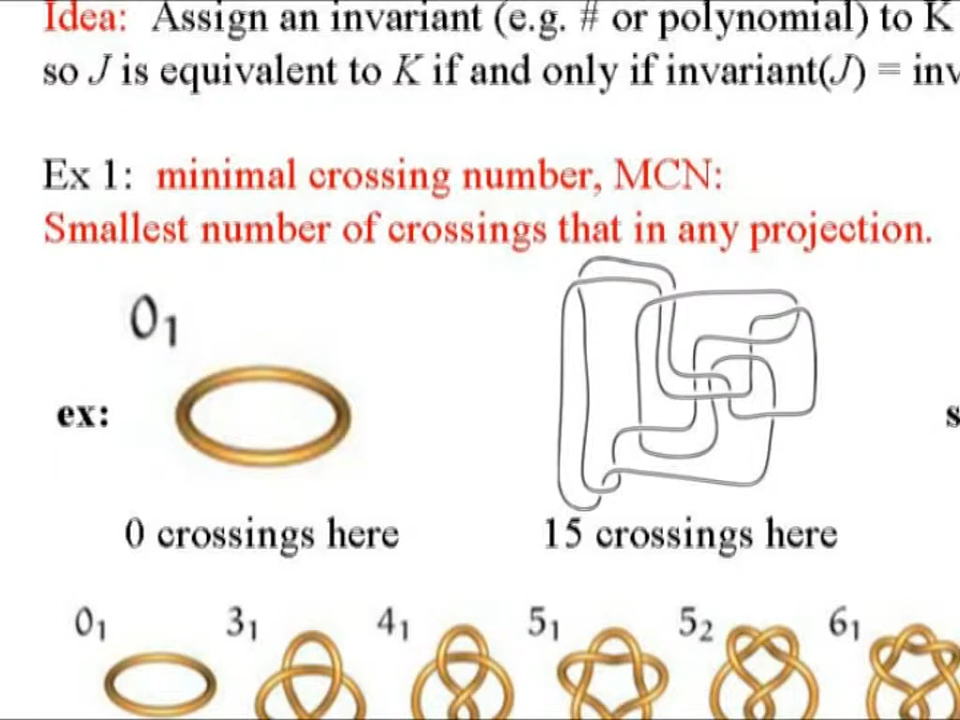 Idea: Assign an invariant (e.g. # or polynomial) to K
so J is equivalent to K if and only if invariant(J) = inv
Ex 1: minimal crossing number, MCN:
Smallest number of crossings that in any projection.
0₁
ex:
s
0 crossings here 15 crossings here
0₁ 3₁ 4₁ 5₁ 5₂ 6₁